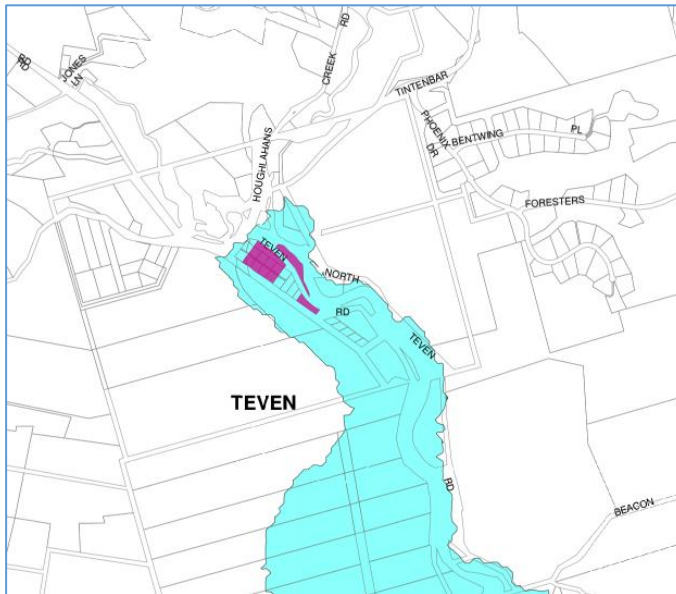 RD
RD
JONES
LN
CREEK
RD
HOUGHLAHANS
TINTENBAR
PHOENIX
DR
BENTWING
PL
FORESTERS
TEVEN
NORTH
RD
TEVEN
TEVEN
RD
BEACON